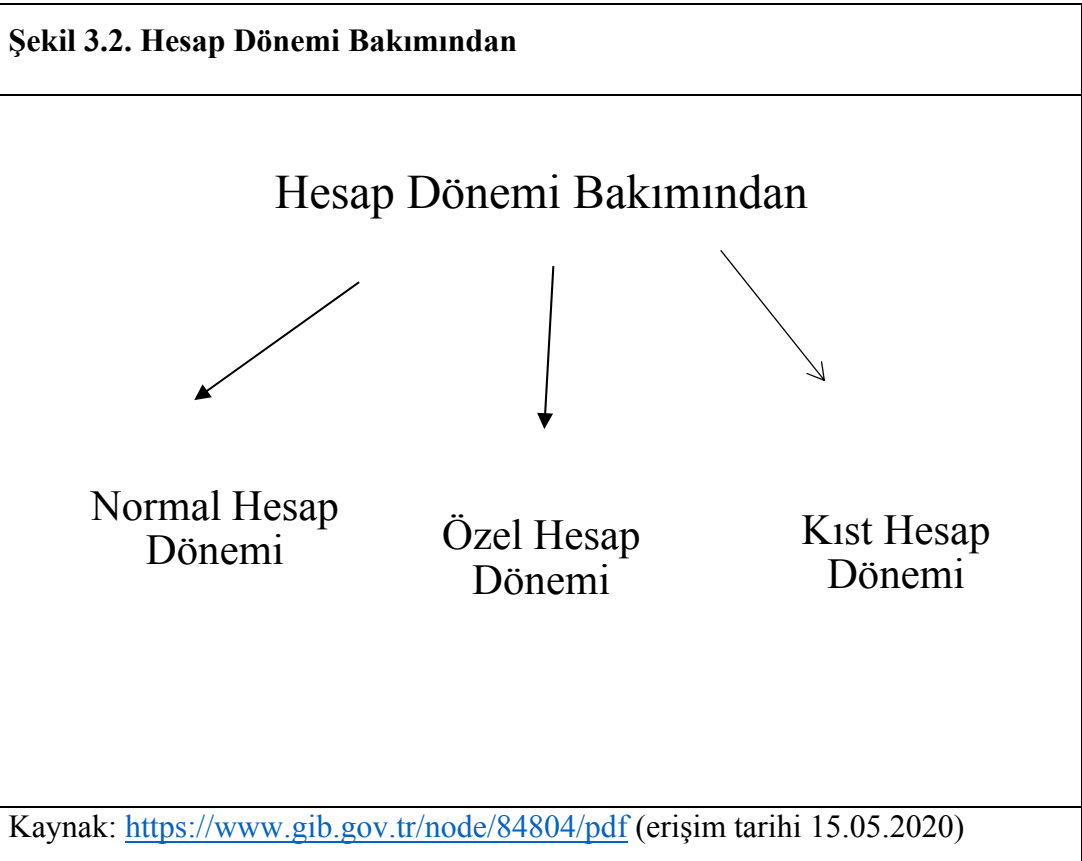 Şekil 3.2. Hesap Dönemi Bakımından
Hesap Dönemi Bakımından
Normal Hesap
Dönemi
Özel Hesap
Dönemi
Kıst Hesap
Dönemi
Kaynak: https://www.gib.gov.tr/node/84804/pdf (erişim tarihi 15.05.2020)